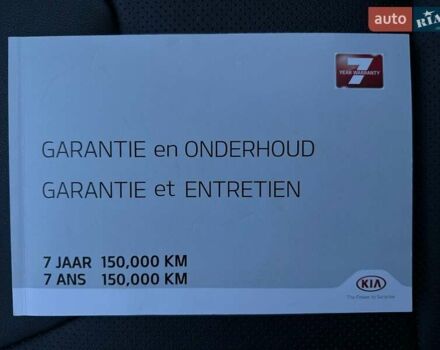 auto RIA
7
YEAR WARRANTY
GARANTIE en ONDERHOUD
GARANTIE et ENTRETIEN
7 JAAR 150,000 KM
7 ANS 150,000 KM
KIA
The Power to Surprise